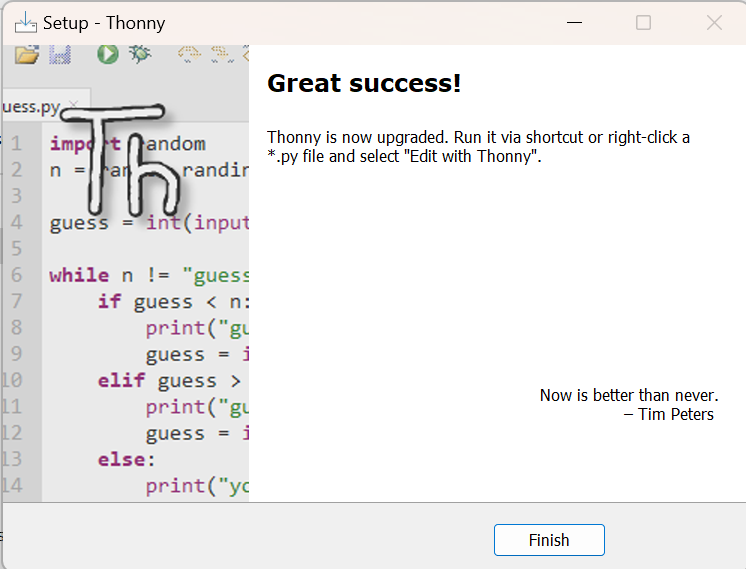 Setup - Thonny
uess.py
Th
Great success!
Thonny is now upgraded. Run it via shortcut or right-click a
*.py file and select "Edit with Thonny".
1 import random
2 n = randin
3
4 guess = int(input
5
6 while n != "guess
7 if guess < n:
8 print("gu
9 guess = i
10 elif guess >
11 print("gu
12 guess = i
13 else:
14 print("yo
Now is better than never.
– Tim Peters
Finish